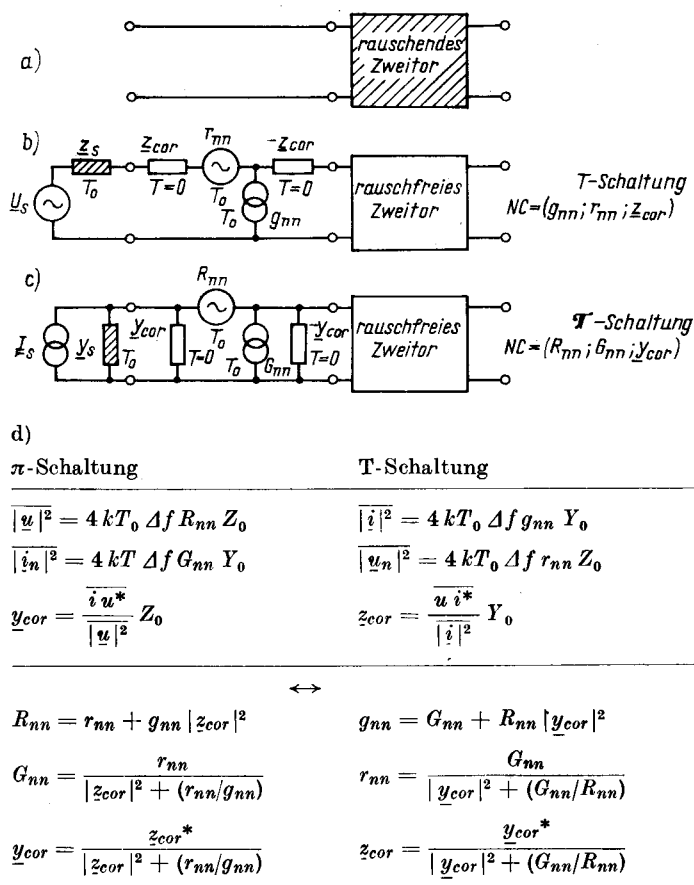 a)
rauschendes
Zweitor
b)
z_s
T_0
z_cor
T=0
r_nn
T_0
-z_cor
T=0
T_0
g_nn
U_s
rauschfreies
Zweitor
T-Schaltung
NC=(g_nn; r_nn; z_cor)
c)
I_s
y_s
T_0
y_cor
T=0
R_nn
T_0
T_0
G_nn
-y_cor
T=0
rauschfreies
Zweitor
π-Schaltung
NC=(R_nn; G_nn; y_cor)
d)
π-Schaltung T-Schaltung
|u|² = 4 kT_0 Δf R_nn Z_0 |i|² = 4 kT_0 Δf g_nn Y_0
|i_n|² = 4 kT Δf G_nn Y_0 |u_n|² = 4 kT_0 Δf r_nn Z_0
y_cor = (i u* / |u|²) Z_0 z_cor = (u i* / |i|²) Y_0
↔
R_nn = r_nn + g_nn |z_cor|² g_nn = G_nn + R_nn |y_cor|²
G_nn = r_nn / (|z_cor|² + (r_nn/g_nn)) r_nn = G_nn / (|y_cor|² + (G_nn/R_nn))
y_cor = z_cor* / (|z_cor|² + (r_nn/g_nn)) z_cor = y_cor* / (|y_cor|² + (G_nn/R_nn))